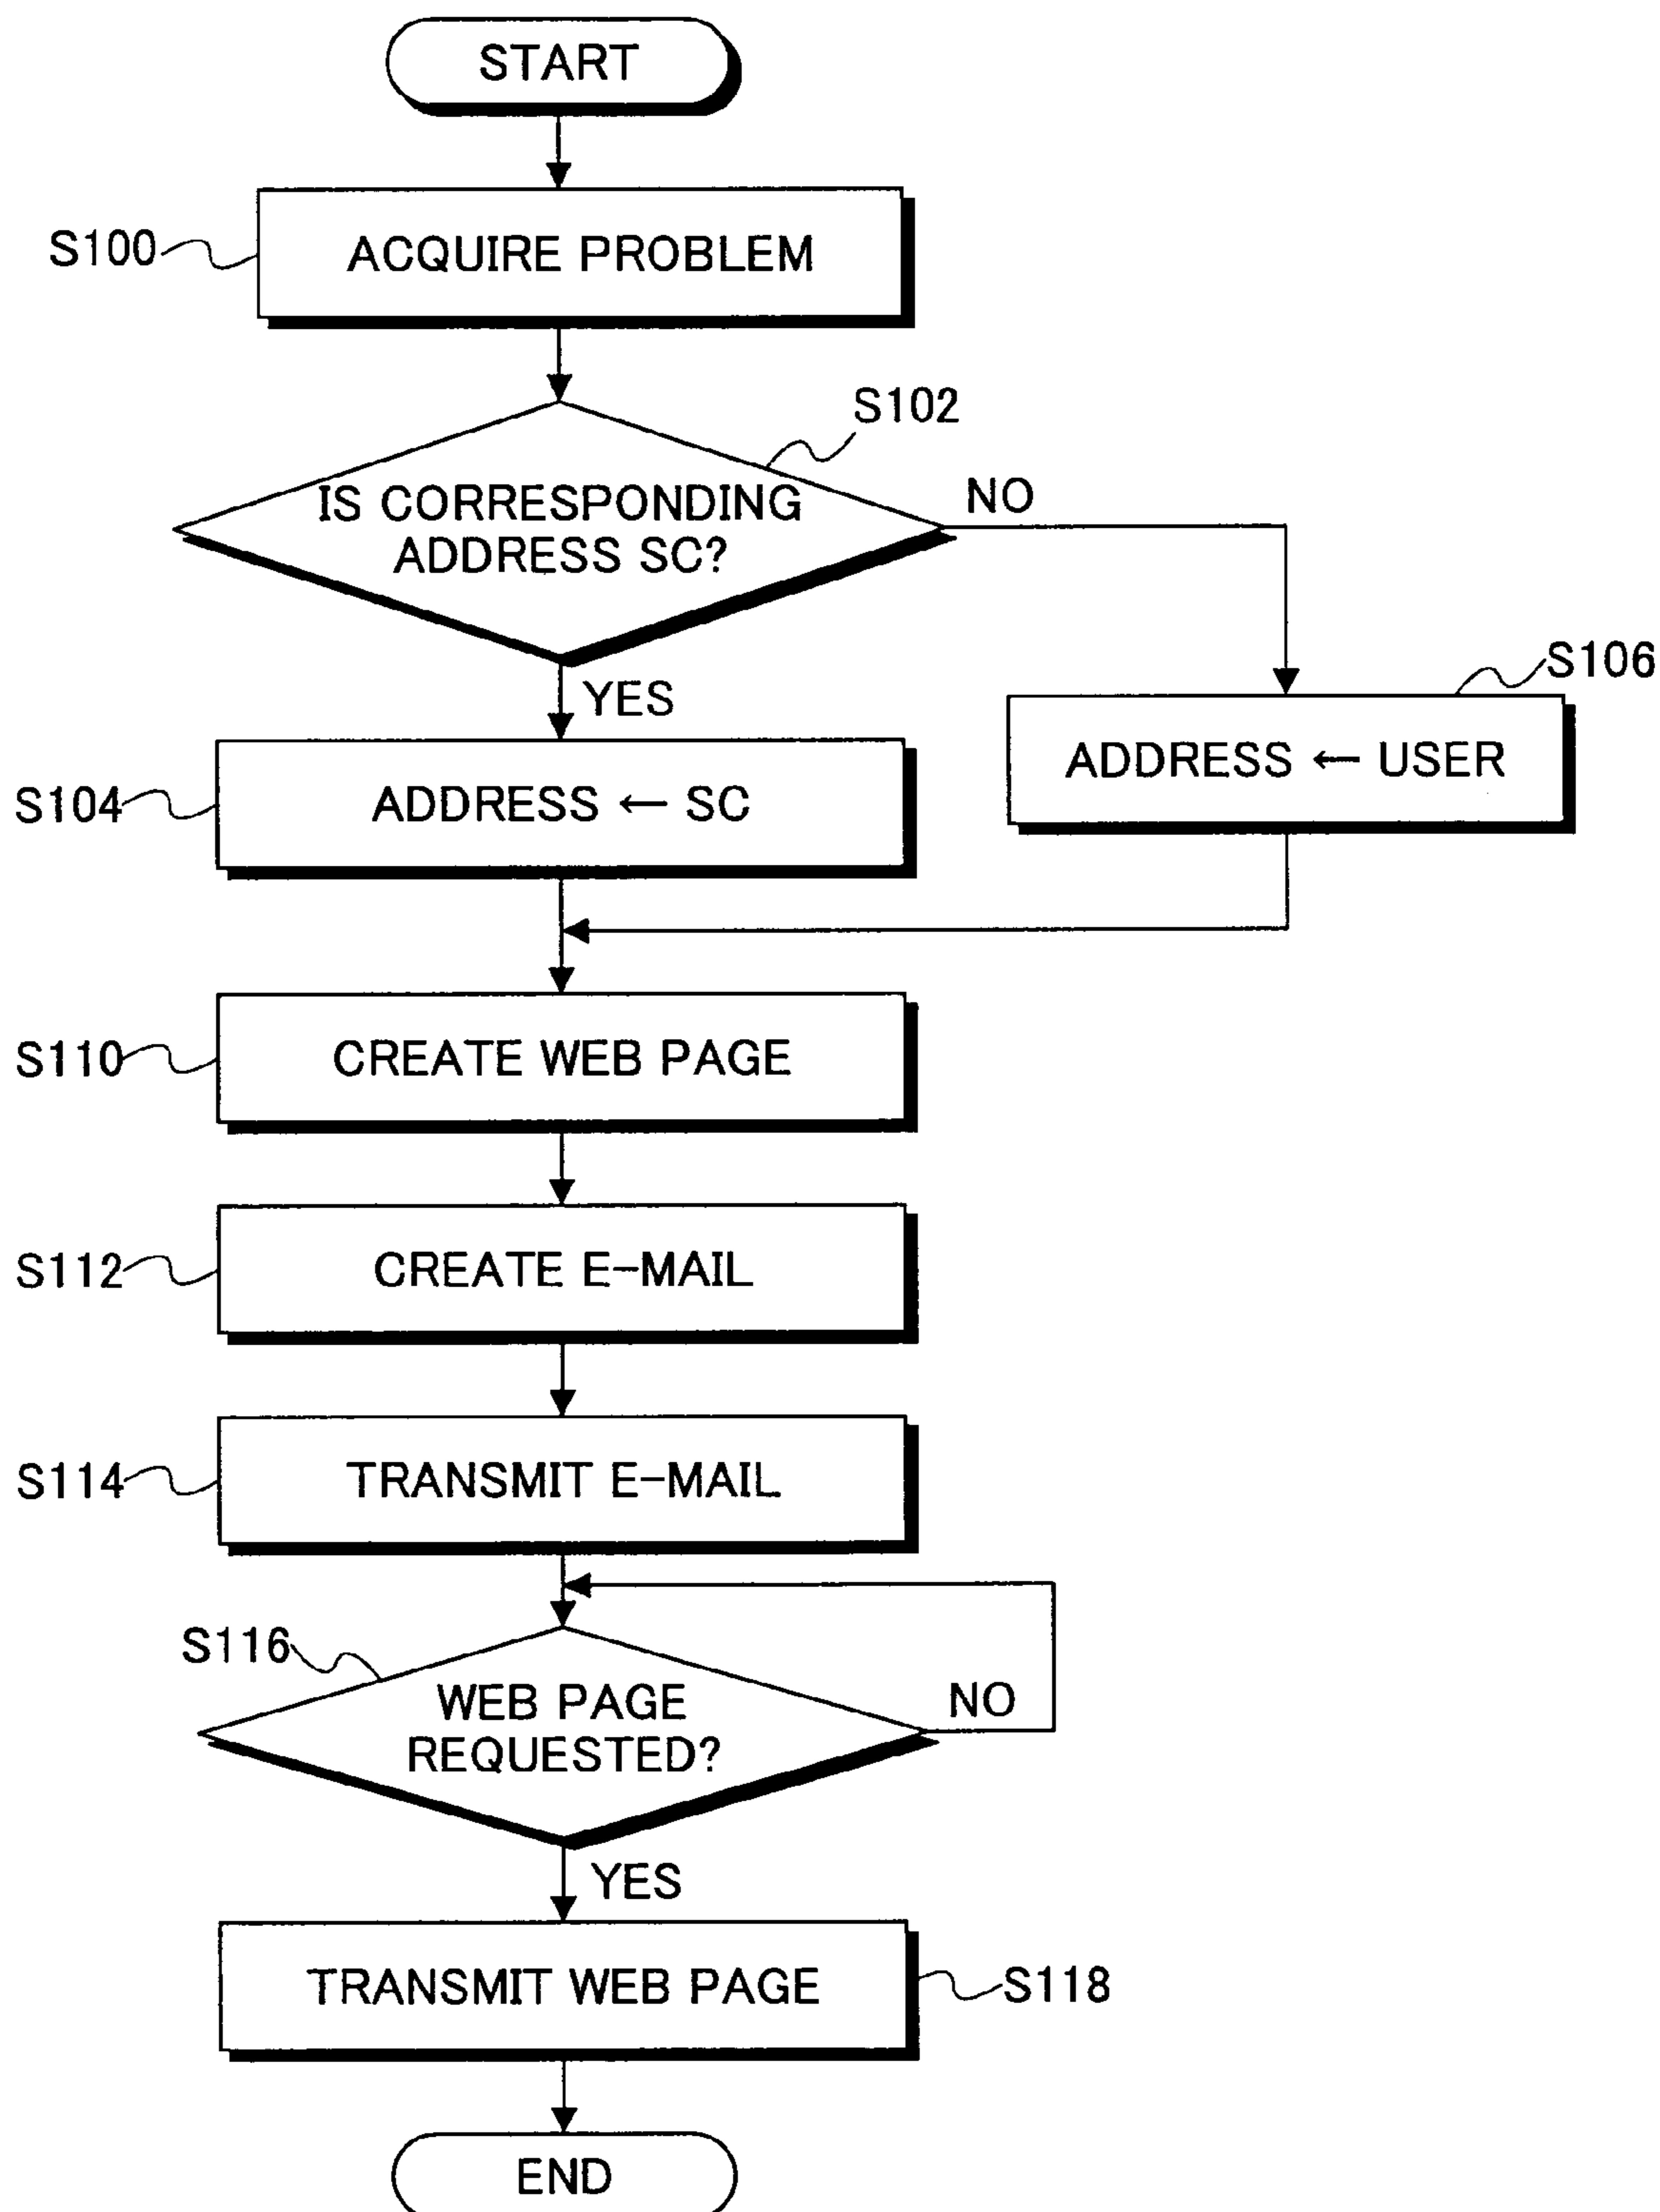 START
S100
ACQUIRE PROBLEM
S102
IS CORRESPONDING
ADDRESS SC?
NO
YES
S106
ADDRESS ← USER
S104
ADDRESS ← SC
S110
CREATE WEB PAGE
S112
CREATE E-MAIL
S114
TRANSMIT E-MAIL
S116
WEB PAGE
REQUESTED?
NO
YES
TRANSMIT WEB PAGE
S118
END